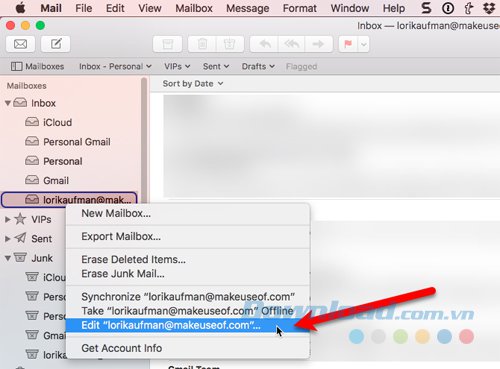 Mail File Edit View Mailbox Message Format Window Help
Inbox — lorikaufman@makeuseof.com
Mailboxes Inbox - Personal VIPs Sent Drafts Flagged
Mailboxes
Sort by Date
Inbox
iCloud
Personal Gmail
Personal
Gmail
lorikaufman@mak...
VIPs
Sent
Junk
iClou
Perso
Perso
Gmai
lorika
New Mailbox...
Export Mailbox...
Erase Deleted Items...
Erase Junk Mail...
Synchronize “lorikaufman@makeuseof.com”
Take “lorikaufman@makeuseof.com” Offline
Edit “lorikaufman@makeuseof.com”...
Get Account Info
Download.com.vn
Gmail Team